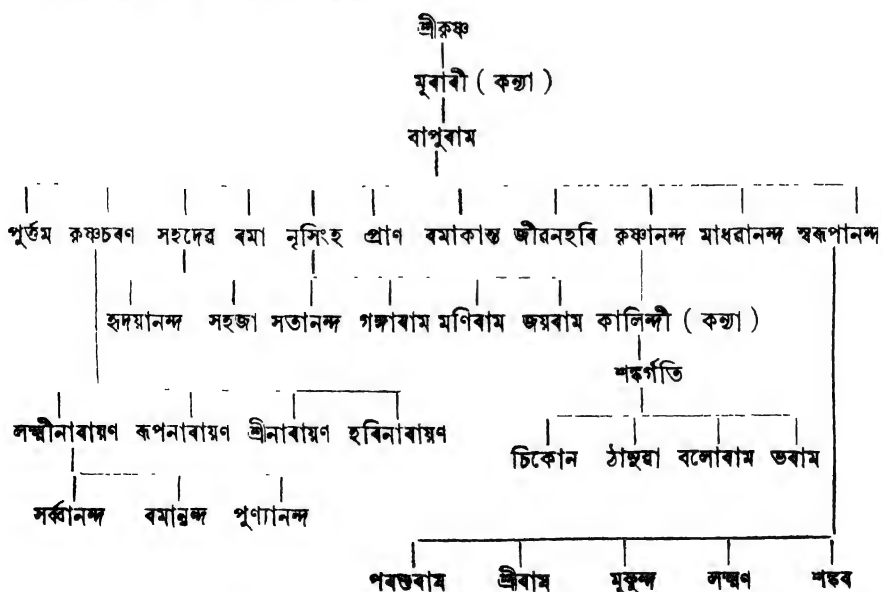 শ্ৰীকৃষ্ণ
মূৰাৰী ( কন্যা )
বাপুৰাম
পুৰ্ত্তম কৃষ্ণচৰণ সহদেৱ ৰমা নৃসিংহ প্ৰাণ ৰমাকান্ত জীৱনহৰি কৃষ্ণানন্দ মাধৱানন্দ স্বৰূপানন্দ
হৃদয়ানন্দ সহজা সতানন্দ গঙ্গাৰাম মণিৰাম জয়ৰাম কালিন্দী ( কন্যা )
শঙ্কৰ্গতি
লক্ষ্মীনাৰায়ণ ৰূপনাৰায়ণ শ্ৰীনাৰায়ণ হৰিনাৰায়ণ
চিকোন ঠাকুৰা বলোৰাম ভৰাম
সৰ্ব্বানন্দ ৰমানন্দ পুণ্যানন্দ
পৰশুৰাম শ্ৰীৰাম মুকুন্দ লক্ষ্মণ শঙ্কৰ